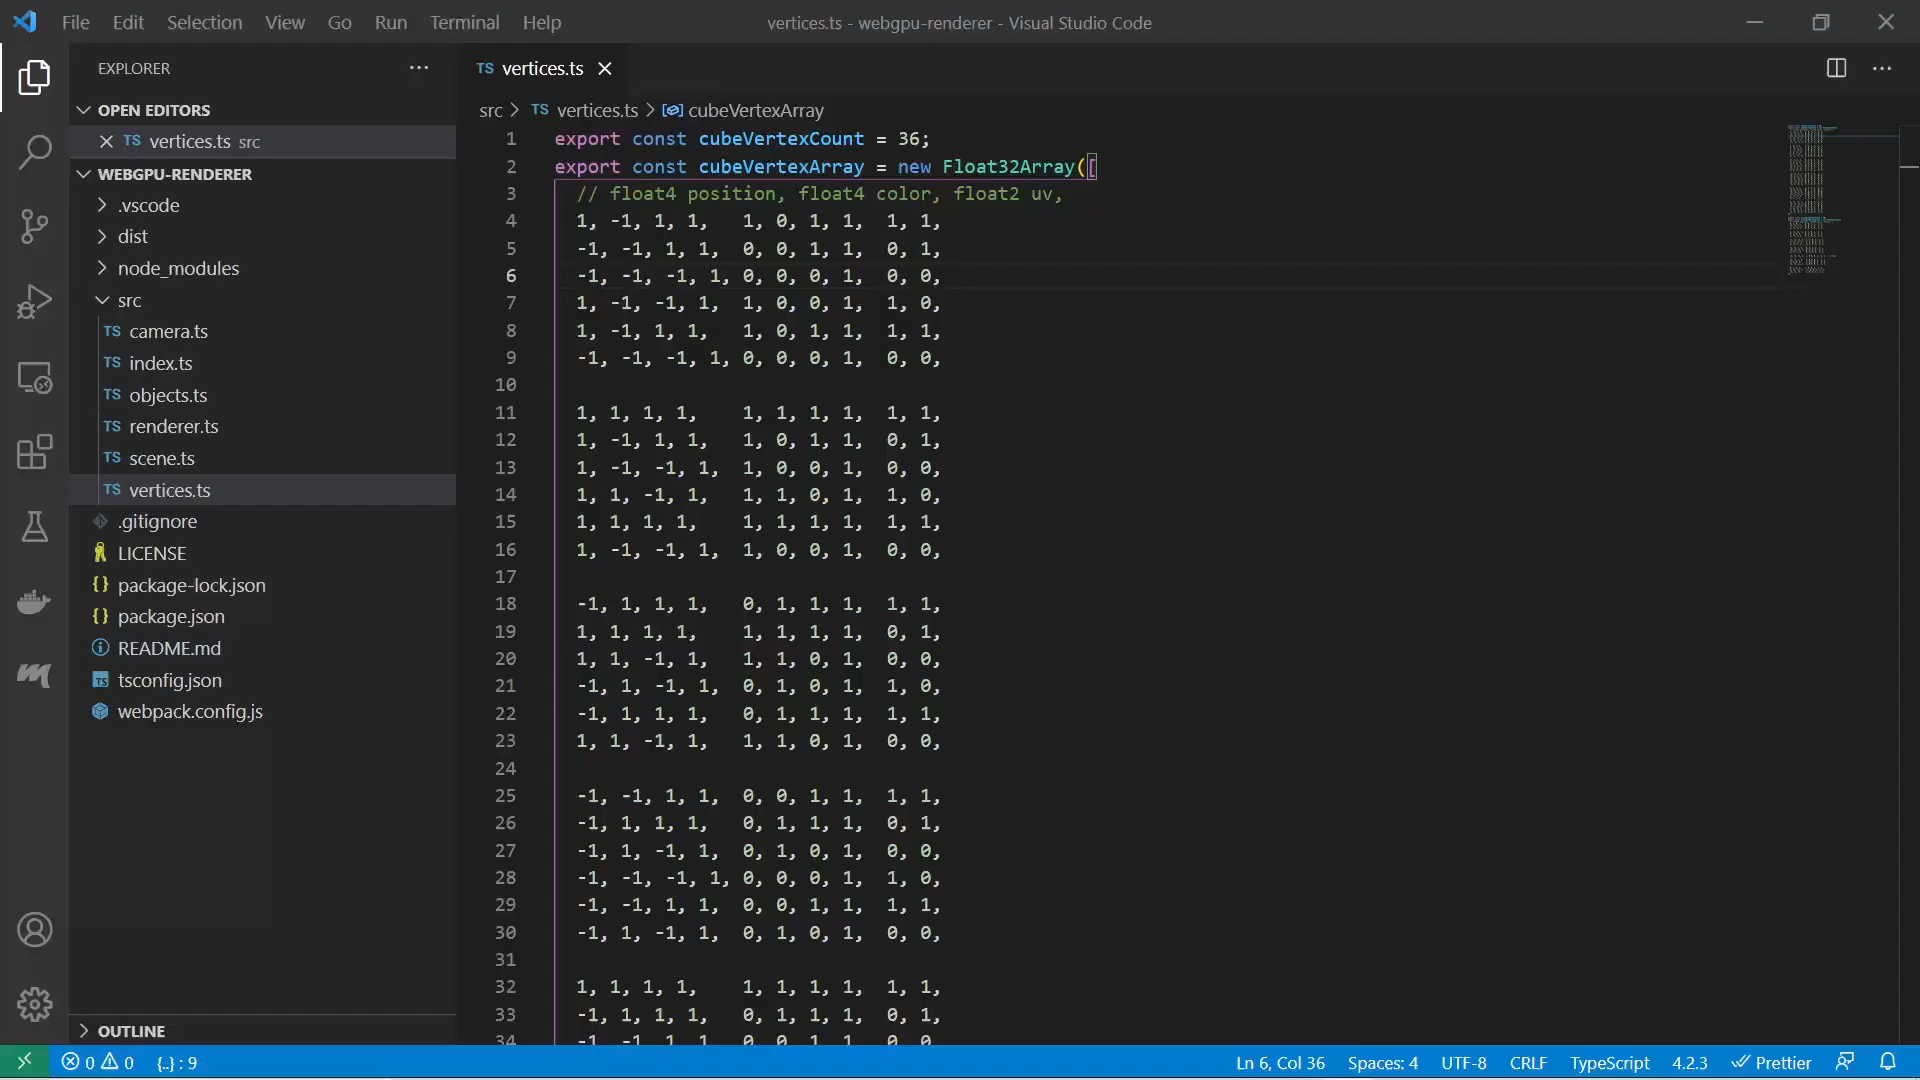 File Edit Selection View Go Run Terminal Help
vertices.ts - webgpu-renderer - Visual Studio Code
EXPLORER
OPEN EDITORS
TS vertices.ts src
WEBGPU-RENDERER
.vscode
dist
node_modules
src
TS camera.ts
TS index.ts
TS objects.ts
TS renderer.ts
TS scene.ts
TS vertices.ts
.gitignore
LICENSE
{} package-lock.json
{} package.json
README.md
TS tsconfig.json
webpack.config.js
OUTLINE
TS vertices.ts
src > TS vertices.ts > cubeVertexArray
1 export const cubeVertexCount = 36;
2 export const cubeVertexArray = new Float32Array([
3 // float4 position, float4 color, float2 uv,
4 1, -1, 1, 1, 1, 0, 1, 1, 1, 1,
5 -1, -1, 1, 1, 0, 0, 1, 1, 0, 1,
6 -1, -1, -1, 1, 0, 0, 0, 1, 0, 0,
7 1, -1, -1, 1, 1, 0, 0, 1, 1, 0,
8 1, -1, 1, 1, 1, 0, 1, 1, 1, 1,
9 -1, -1, -1, 1, 0, 0, 0, 1, 0, 0,
10
11 1, 1, 1, 1, 1, 1, 1, 1, 1, 1,
12 1, -1, 1, 1, 1, 0, 1, 1, 0, 1,
13 1, -1, -1, 1, 1, 0, 0, 1, 0, 0,
14 1, 1, -1, 1, 1, 1, 0, 1, 1, 0,
15 1, 1, 1, 1, 1, 1, 1, 1, 1, 1,
16 1, -1, -1, 1, 1, 0, 0, 1, 0, 0,
17
18 -1, 1, 1, 1, 0, 1, 1, 1, 1, 1,
19 1, 1, 1, 1, 1, 1, 1, 1, 0, 1,
20 1, 1, -1, 1, 1, 1, 0, 1, 0, 0,
21 -1, 1, -1, 1, 0, 1, 0, 1, 1, 0,
22 -1, 1, 1, 1, 0, 1, 1, 1, 1, 1,
23 1, 1, -1, 1, 1, 1, 0, 1, 0, 0,
24
25 -1, -1, 1, 1, 0, 0, 1, 1, 1, 1,
26 -1, 1, 1, 1, 0, 1, 1, 1, 0, 1,
27 -1, 1, -1, 1, 0, 1, 0, 1, 0, 0,
28 -1, -1, -1, 1, 0, 0, 0, 1, 1, 0,
29 -1, -1, 1, 1, 0, 0, 1, 1, 1, 1,
30 -1, 1, -1, 1, 0, 1, 0, 1, 0, 0,
31
32 1, 1, 1, 1, 1, 1, 1, 1, 1, 1,
33 -1, 1, 1, 1, 0, 1, 1, 1, 0, 1,
34 -1, -1, 1, 1, 0, 0, 1, 1, 0, 0,
0 0 {..} : 9
Ln 6, Col 36 Spaces: 4 UTF-8 CRLF TypeScript 4.2.3 Prettier